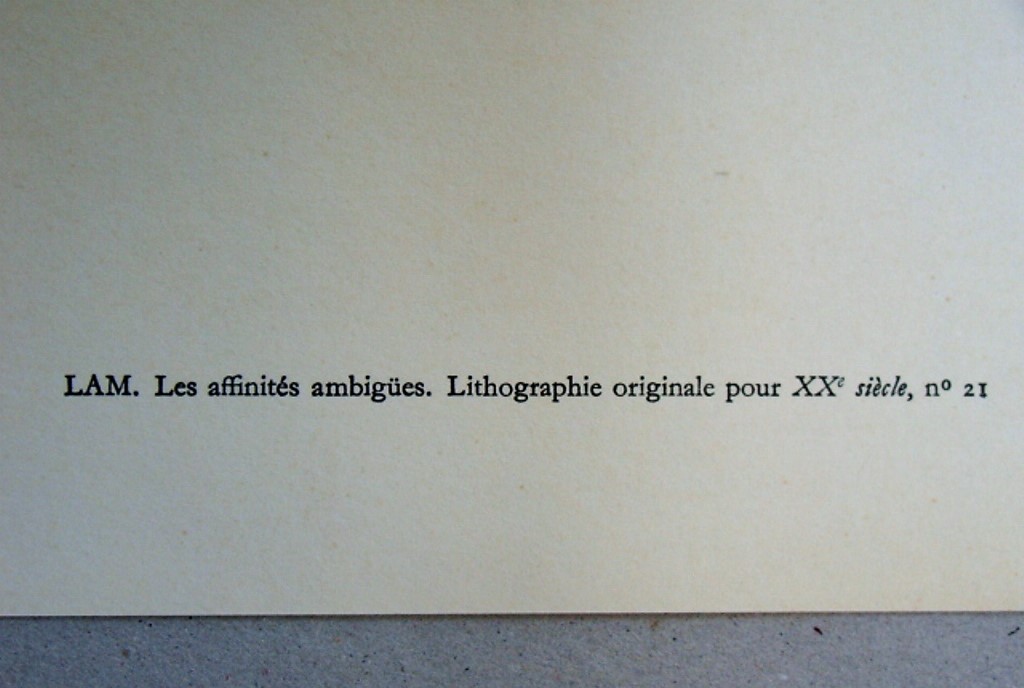 LAM. Les affinités ambigües. Lithographie originale pour XXᵉ siècle, nº 21